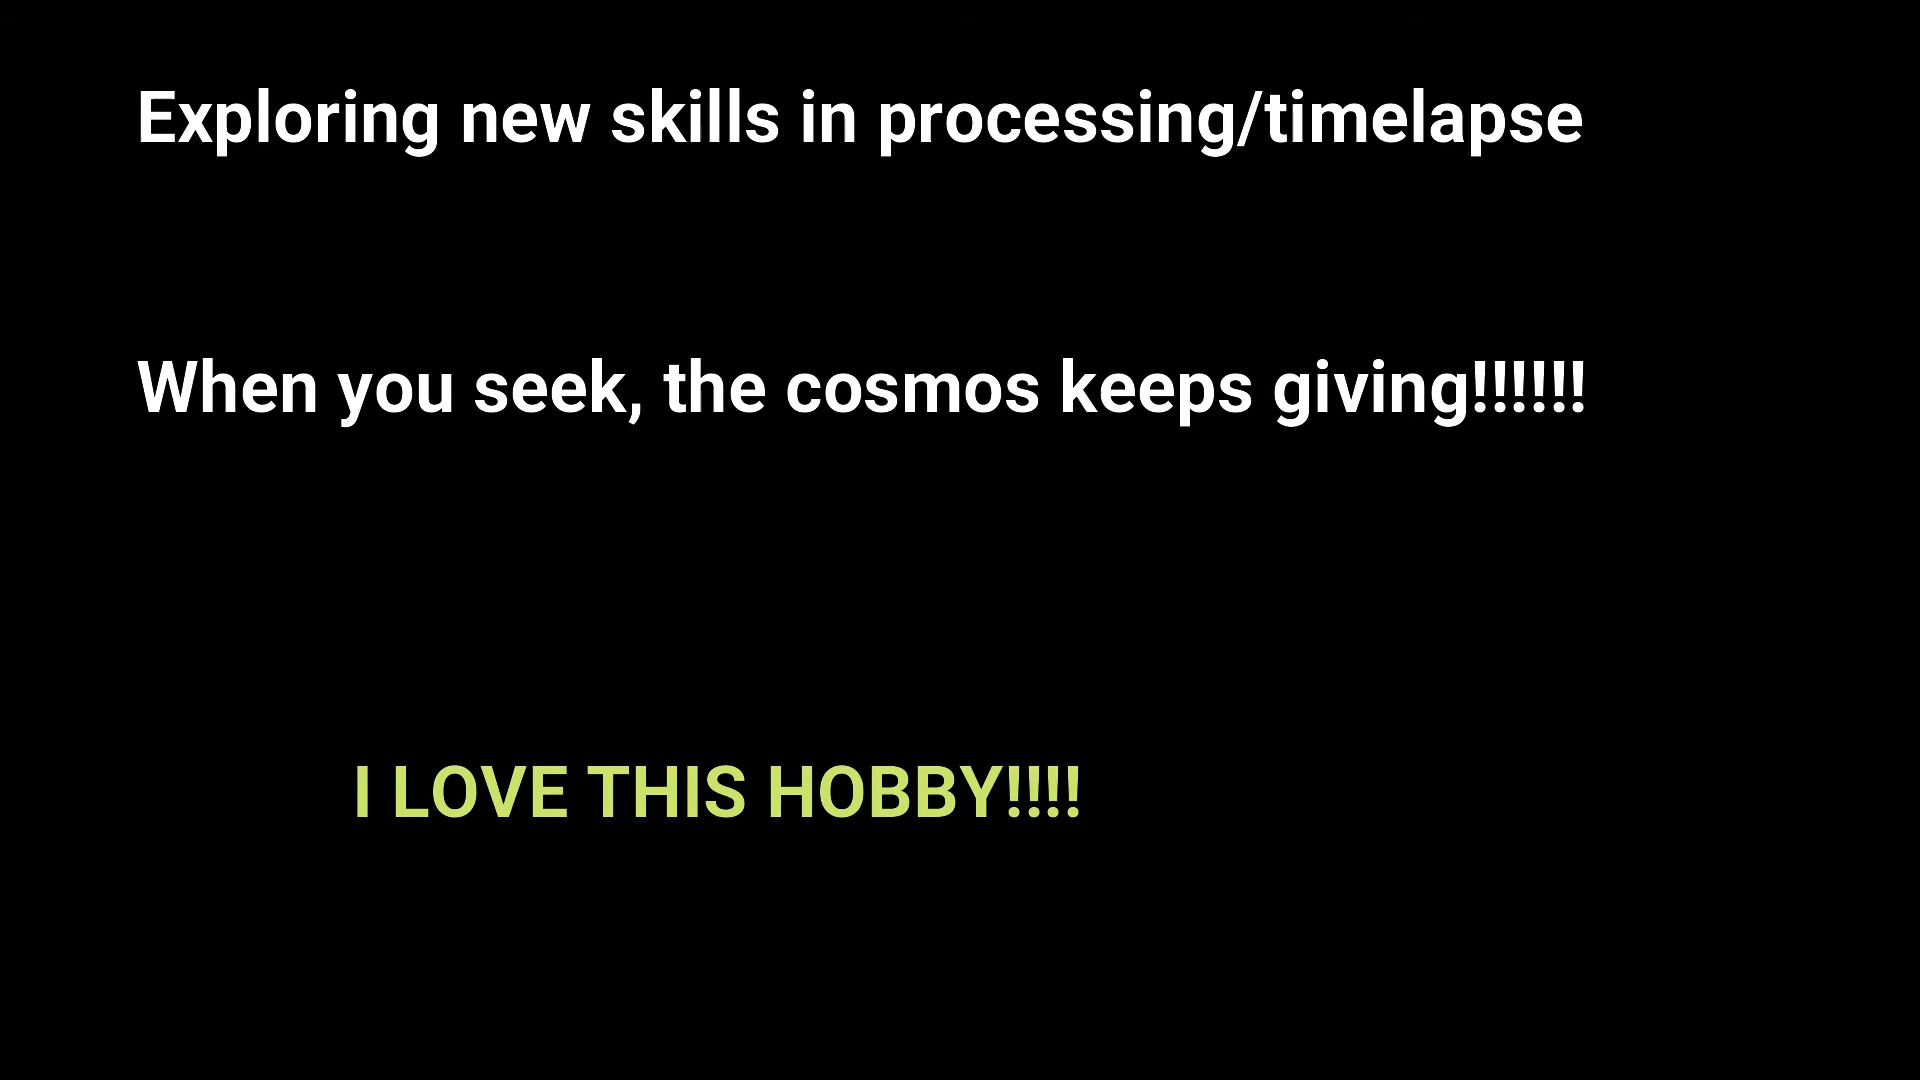 Exploring new skills in processing/timelapse
When you seek, the cosmos keeps giving!!!!!!
I LOVE THIS HOBBY!!!!